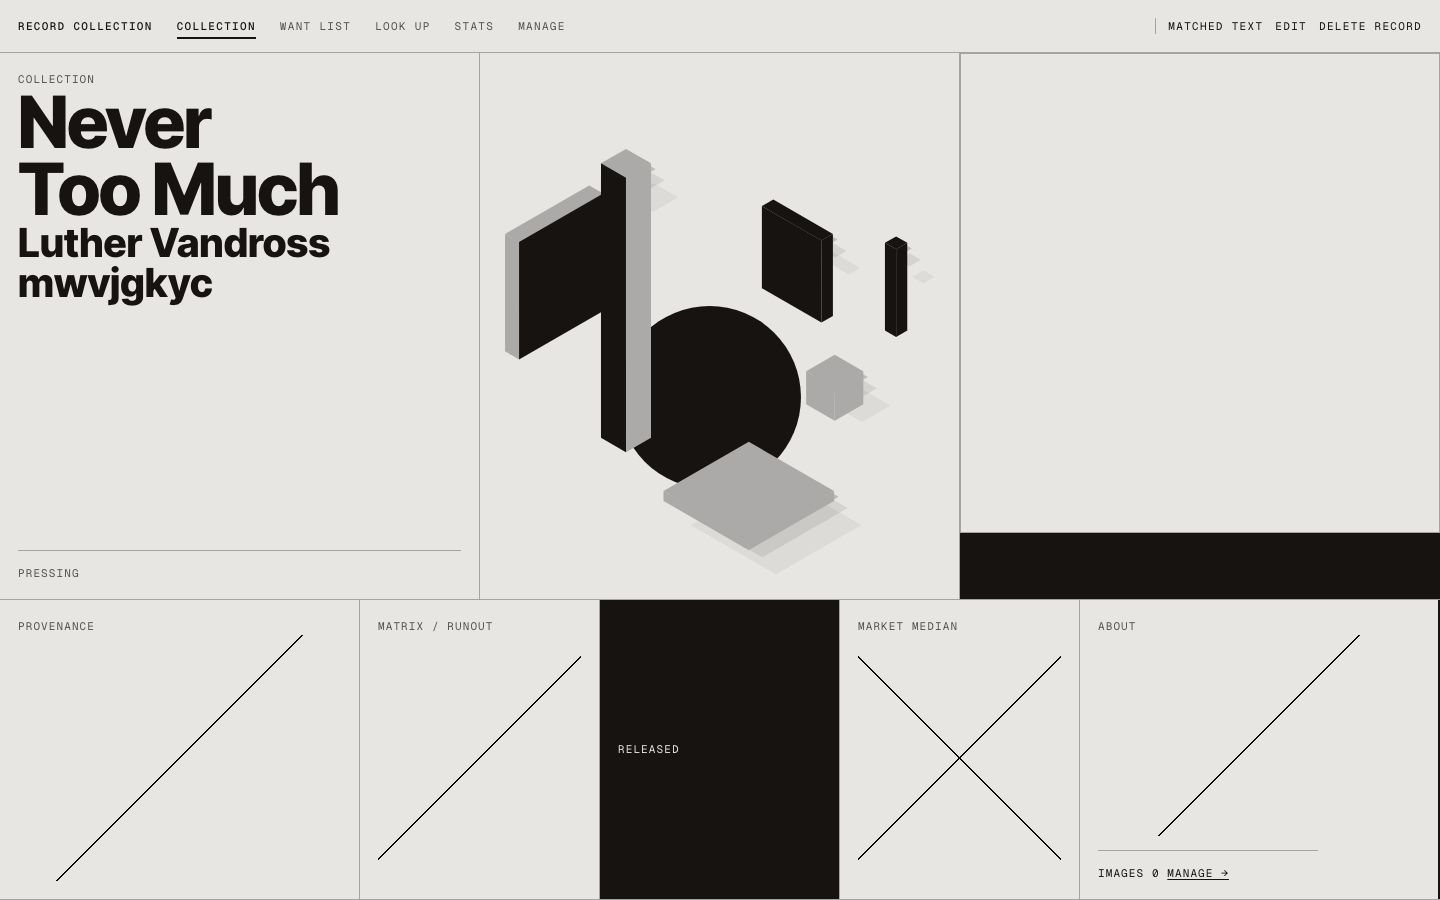 RECORD COLLECTION COLLECTION WANT LIST LOOK UP STATS MANAGE MATCHED TEXT EDIT DELETE RECORD
COLLECTION
Never
Too Much
Luther Vandross
mwvjgkyc
PRESSING
PROVENANCE
MATRIX / RUNOUT
RELEASED
MARKET MEDIAN
ABOUT
IMAGES 0 MANAGE →